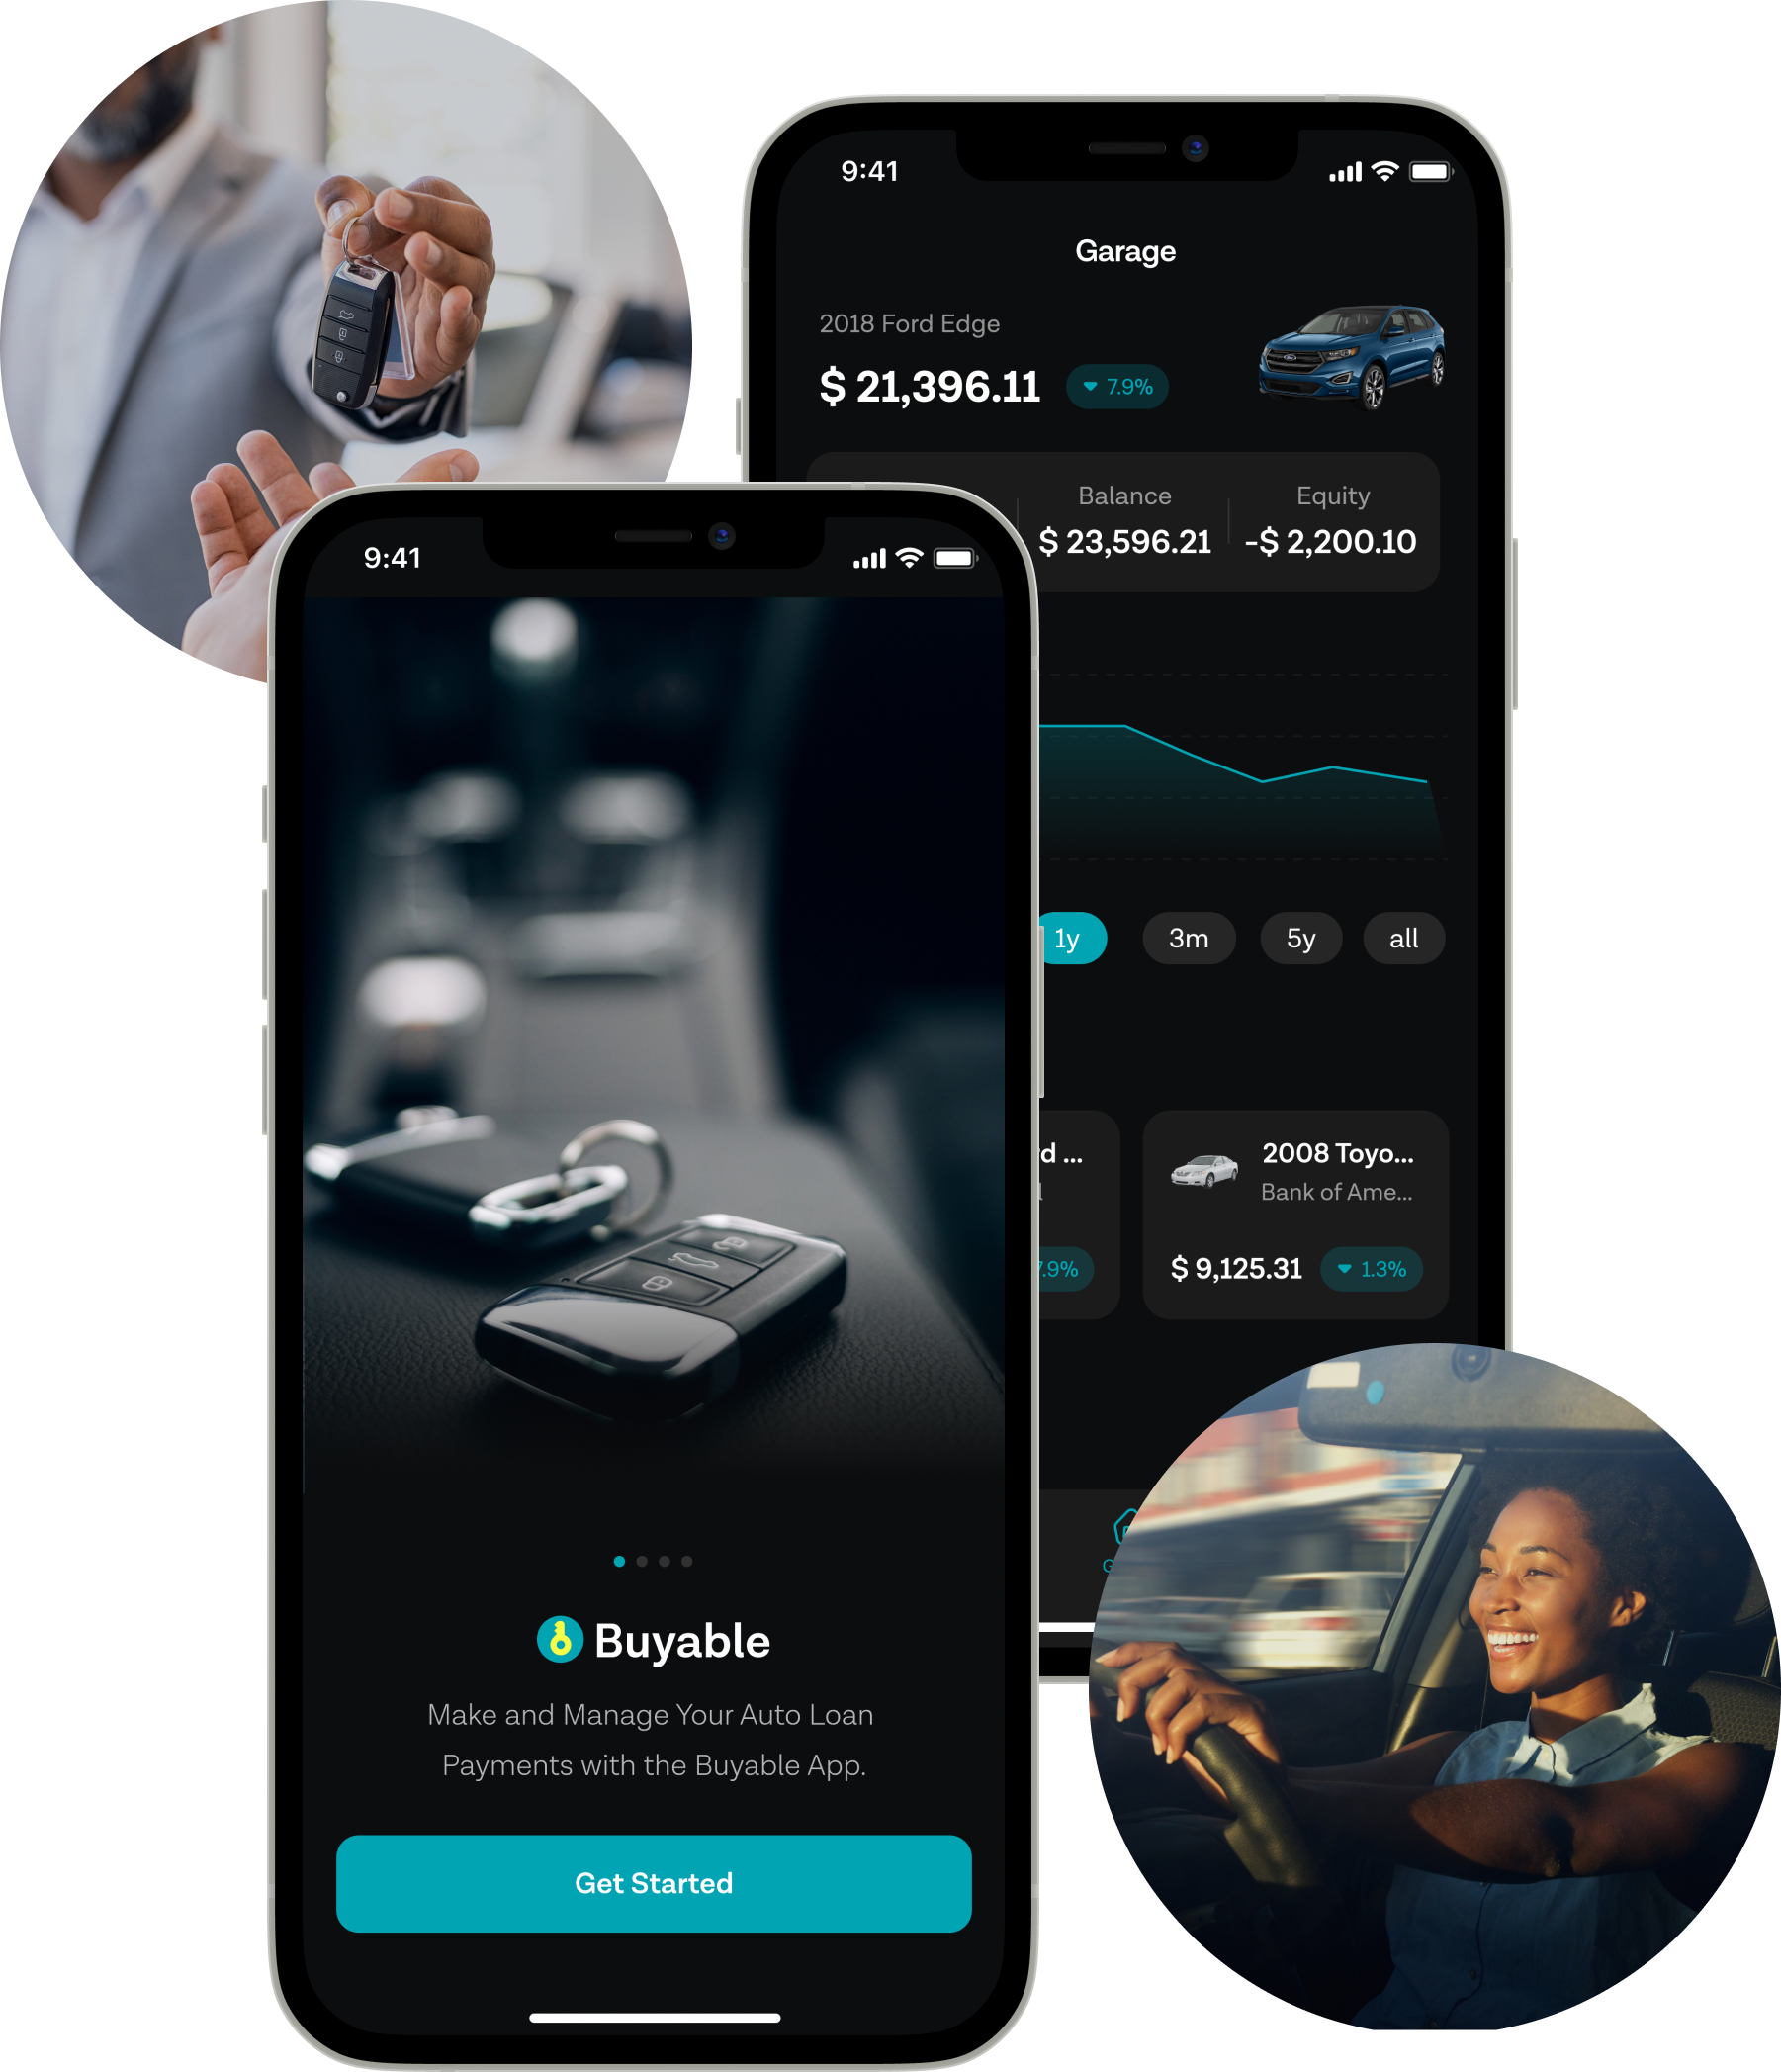 9:41
Garage
2018 Ford Edge
$ 21,396.11
7.9%
Balance
Equity
$ 23,596.21
-$ 2,200.10
1y
3m
5y
all
2008 Toyo...
Bank of Ame...
$ 9,125.31
1.3%
9:41
Buyable
Make and Manage Your Auto Loan
Payments with the Buyable App.
Get Started